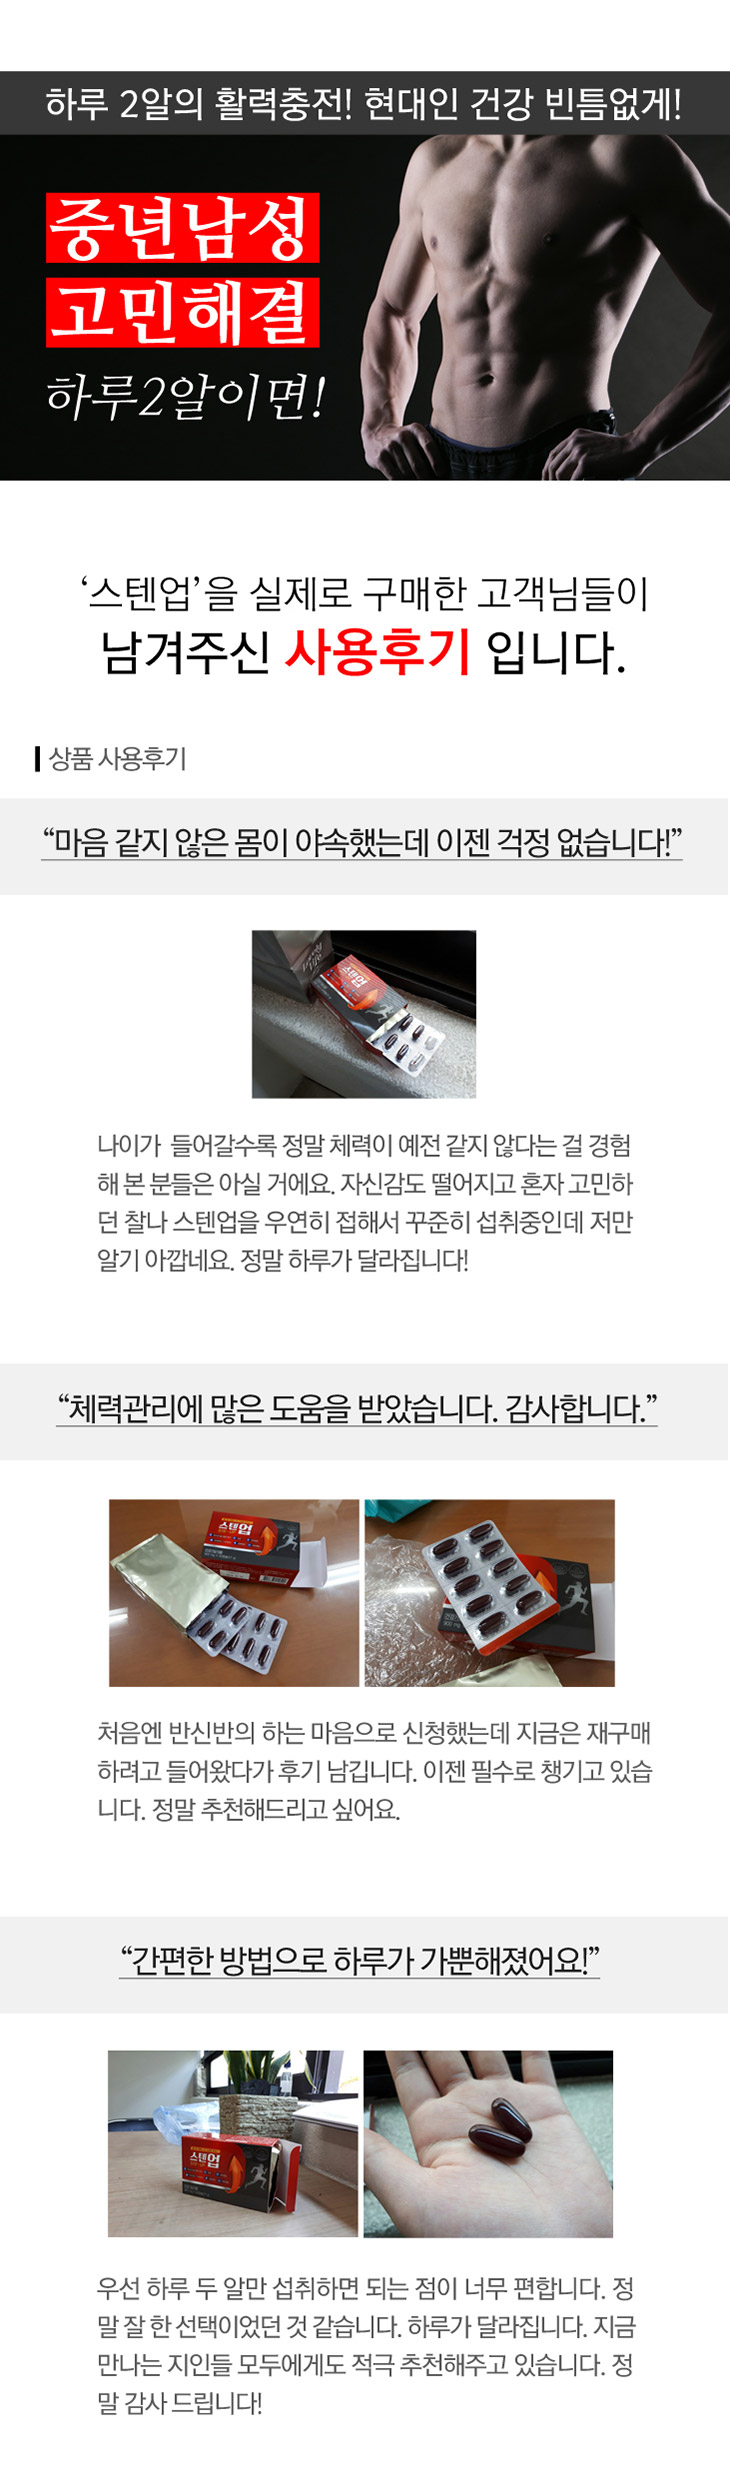 하루 2알의 활력충전! 현대인 건강 빈틈없게!
중년남성
고민해결
하루2알이면!
‘스텐업’을 실제로 구매한 고객님들이
남겨주신 사용후기 입니다.
상품 사용후기
“마음 같지 않은 몸이 야속했는데 이젠 걱정 없습니다!”
스텐업
나이가 들어갈수록 정말 체력이 예전 같지 않다는 걸 경험
해 본 분들은 아실 거에요. 자신감도 떨어지고 혼자 고민하
던 찰나 스텐업을 우연히 접해서 꾸준히 섭취중인데 저만
알기 아깝네요. 정말 하루가 달라집니다!
“체력관리에 많은 도움을 받았습니다. 감사합니다.”
스텐업
처음엔 반신반의 하는 마음으로 신청했는데 지금은 재구매
하려고 들어왔다가 후기 남깁니다. 이젠 필수로 챙기고 있습
니다. 정말 추천해드리고 싶어요.
“간편한 방법으로 하루가 가뿐해졌어요!”
스텐업
우선 하루 두 알만 섭취하면 되는 점이 너무 편합니다. 정
말 잘 한 선택이었던 것 같습니다. 하루가 달라집니다. 지금
만나는 지인들 모두에게도 적극 추천해주고 있습니다. 정
말 감사 드립니다!